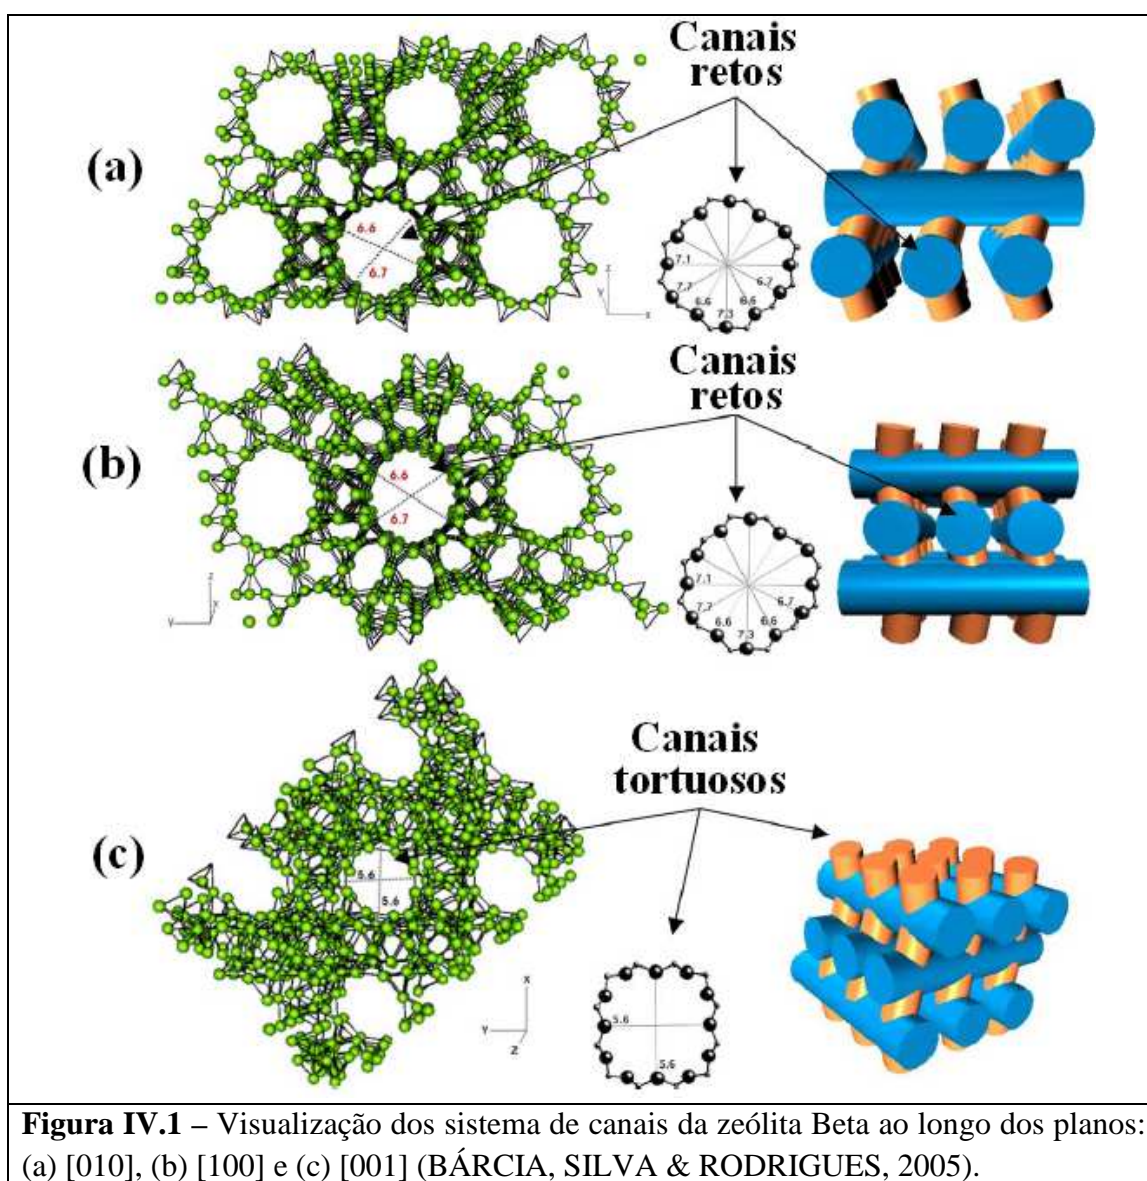 Canais
retos
(a)
6.6
6.7
z
Y
x
7.1
7.7
6.6
7.3
6.6
6.7
Canais
retos
(b)
6.6
6.7
z
x
Y
7.1
7.7
6.6
7.3
6.6
6.7
Canais
tortuosos
(c)
5.6
5.6
x
Y
Z
5.6
5.6
Figura IV.1 – Visualização dos sistema de canais da zeólita Beta ao longo dos planos:
(a) [010], (b) [100] e (c) [001] (BÁRCIA, SILVA & RODRIGUES, 2005).